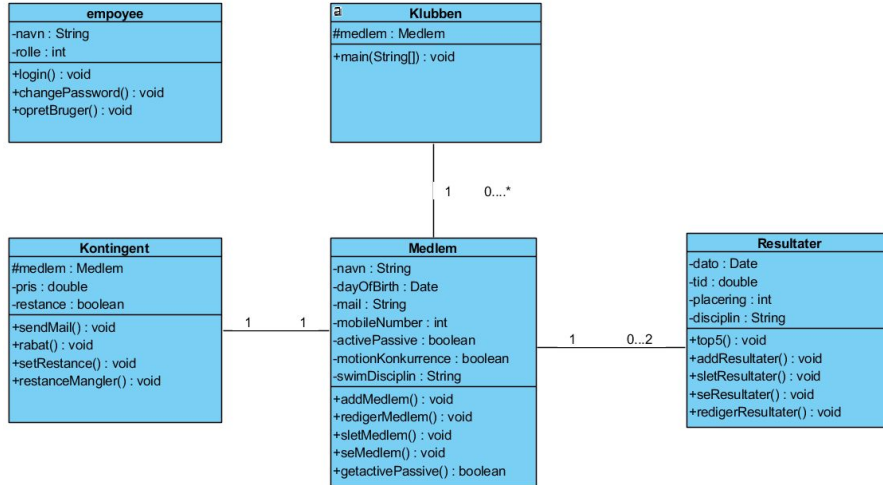 empoyee
-navn : String
-rolle : int
+login() : void
+changePassword() : void
+opretBruger() : void
a
Klubben
#medlem : Medlem
+main(String[]) : void
1 0....*
Kontingent
#medlem : Medlem
-pris : double
-restance : boolean
+sendMail() : void
+rabat() : void
+setRestance() : void
+restanceMangler() : void
1 1
Medlem
-navn : String
-dayOfBirth : Date
-mail : String
-mobileNumber : int
-activePassive : boolean
-motionKonkurrence : boolean
-swimDisciplin : String
+addMedlem() : void
+redigerMedlem() : void
+sletMedlem() : void
+seMedlem() : void
+getactivePassive() : boolean
1 0...2
Resultater
-dato : Date
-tid : double
-placering : int
-disciplin : String
+top5() : void
+addResultater() : void
+sletResultater() : void
+seResultater() : void
+redigerResultater() : void